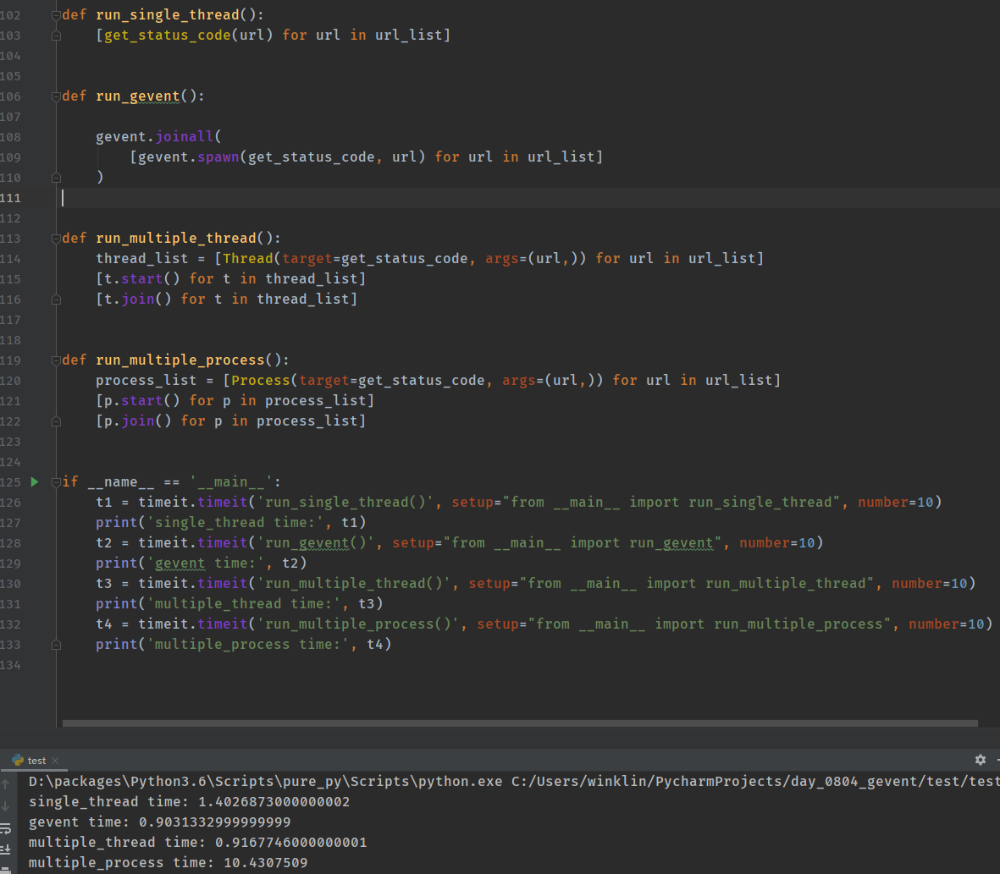 102 def run_single_thread():
103     [get_status_code(url) for url in url_list]
104
105
106 def run_gevent():
107
108     gevent.joinall(
109         [gevent.spawn(get_status_code, url) for url in url_list]
110     )
111
112
113 def run_multiple_thread():
114     thread_list = [Thread(target=get_status_code, args=(url,)) for url in url_list]
115     [t.start() for t in thread_list]
116     [t.join() for t in thread_list]
117
118
119 def run_multiple_process():
120     process_list = [Process(target=get_status_code, args=(url,)) for url in url_list]
121     [p.start() for p in process_list]
122     [p.join() for p in process_list]
123
124
125 if __name__ == '__main__':
126     t1 = timeit.timeit('run_single_thread()', setup="from __main__ import run_single_thread", number=10)
127     print('single_thread time:', t1)
128     t2 = timeit.timeit('run_gevent()', setup="from __main__ import run_gevent", number=10)
129     print('gevent time:', t2)
130     t3 = timeit.timeit('run_multiple_thread()', setup="from __main__ import run_multiple_thread", number=10)
131     print('multiple_thread time:', t3)
132     t4 = timeit.timeit('run_multiple_process()', setup="from __main__ import run_multiple_process", number=10)
133     print('multiple_process time:', t4)
134
test
D:\packages\Python3.6\Scripts\pure_py\Scripts\python.exe C:/Users/winklin/PycharmProjects/day_0804_gevent/test/test
single_thread time: 1.4026873000000002
gevent time: 0.9031332999999999
multiple_thread time: 0.9167746000000001
multiple_process time: 10.4307509